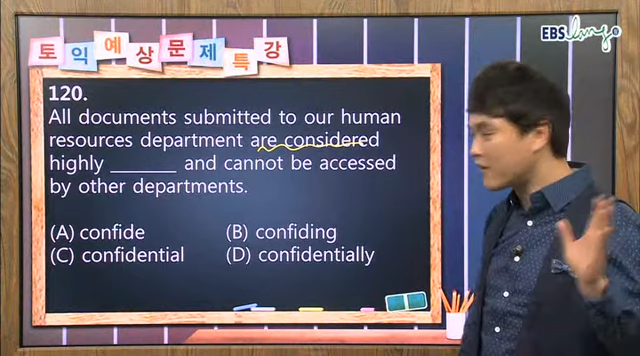 토익예상문제특강
EBSlingo
120.
All documents submitted to our human
resources department are considered
highly _______ and cannot be accessed
by other departments.
(A) confide (B) confiding
(C) confidential (D) confidentially